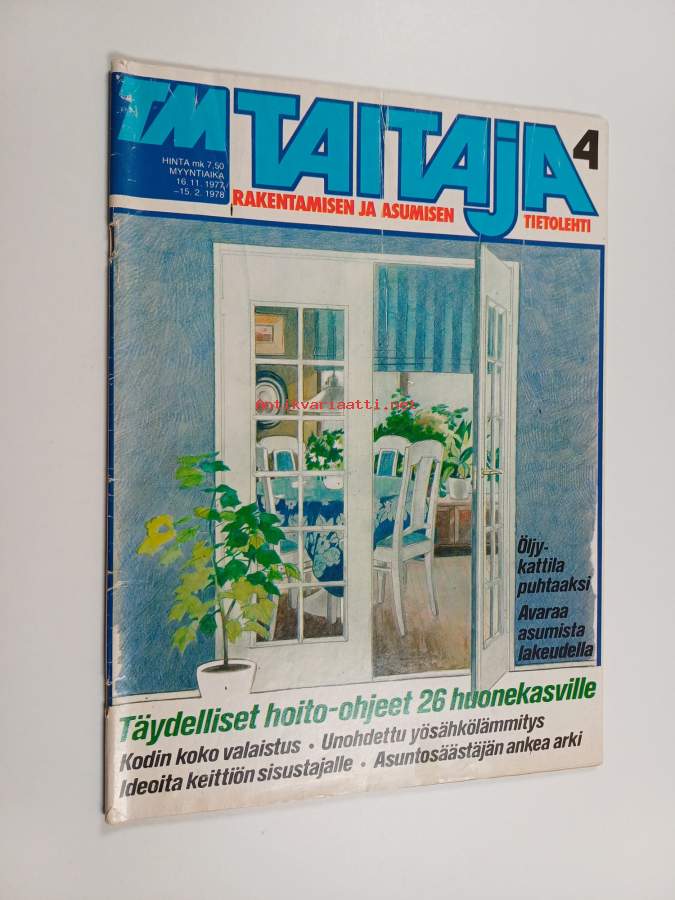 TM TAITAJA 4
HINTA mk 7,50
MYYNTIAIKA
16. 11. 1977
–15. 2. 1978
RAKENTAMISEN JA ASUMISEN TIETOLEHTI
Antikvariaatti.net
Öljy-
kattila
puhtaaksi
Avaraa
asumista
lakeudella
Täydelliset hoito-ohjeet 26 huonekasville
Kodin koko valaistus • Unohdettu yösähkölämmitys
Ideoita keittiön sisustajalle • Asuntosäästäjän ankea arki